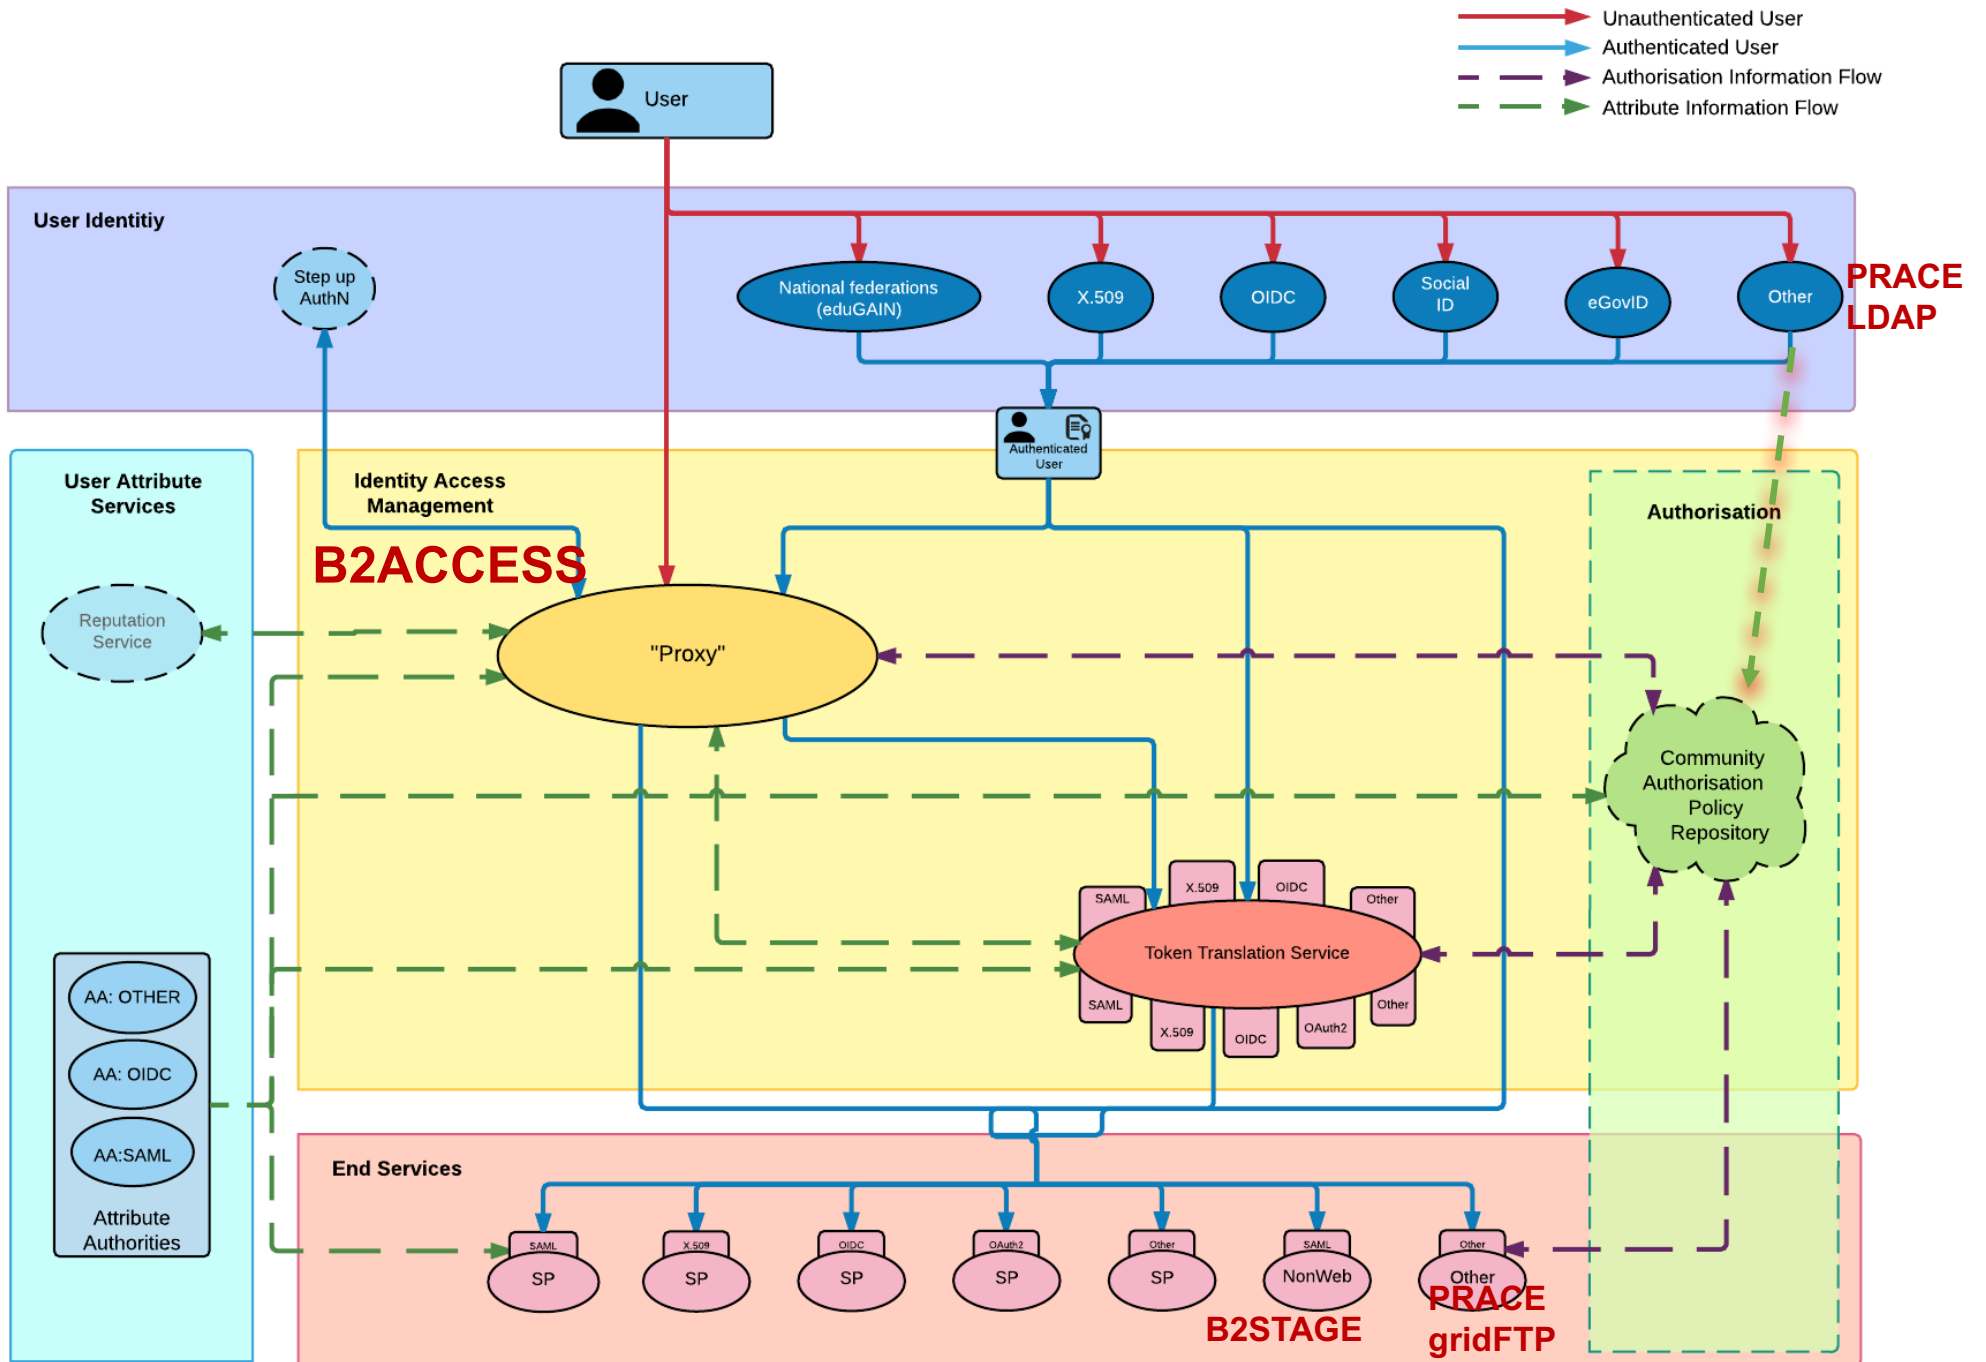 Unauthenticated User
Authenticated User
Authorisation Information Flow
Attribute Information Flow
User
User Identitiy
Step up
AuthN
National federations
(eduGAIN)
X.509
OIDC
Social
ID
eGovID
Other
PRACE
LDAP
Authenticated
User
User Attribute
Services
Identity Access
Management
Authorisation
B2ACCESS
Reputation
Service
"Proxy"
Community
Authorisation
Policy
Repository
SAML
X.509
OIDC
Other
Token Translation Service
SAML
X.509
OIDC
OAuth2
Other
AA: OTHER
AA: OIDC
AA:SAML
Attribute
Authorities
End Services
SAML
SP
X.509
SP
OIDC
SP
OAuth2
SP
Other
SP
SAML
NonWeb
Other
Other
B2STAGE
PRACE
gridFTP